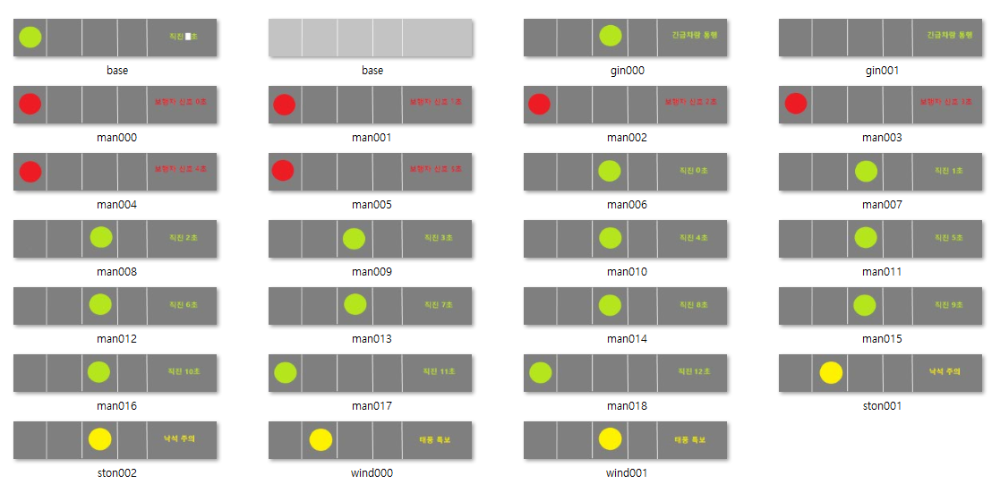 직진 초
긴급차량 통행
긴급차량 통행
base
base
gin000
gin001
보행자 신호 0초
보행자 신호 1초
보행자 신호 2초
보행자 신호 3초
man000
man001
man002
man003
보행자 신호 4초
보행자 신호 5초
직진 0초
직진 1초
man004
man005
man006
man007
직진 2초
직진 3초
직진 4초
직진 5초
man008
man009
man010
man011
직진 6초
직진 7초
직진 8초
직진 9초
man012
man013
man014
man015
직진 10초
직진 11초
직진 12초
낙석 주의
man016
man017
man018
ston001
낙석 주의
태풍 특보
태풍 특보
ston002
wind000
wind001